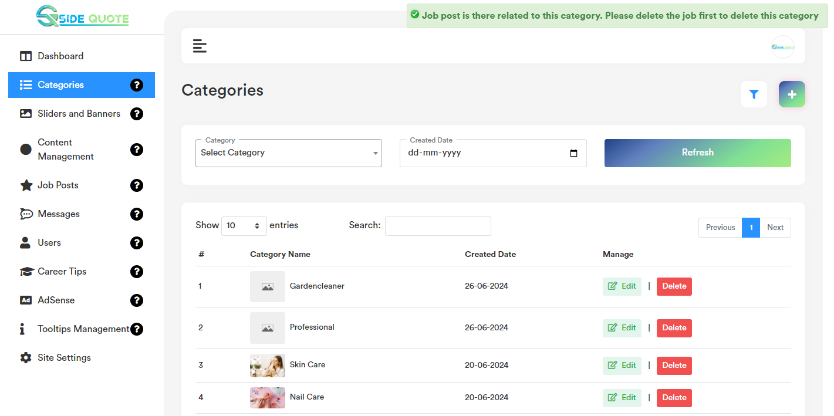 SIDE QUOTE
Job post is there related to this category. Please delete the job first to delete this category
Dashboard
Categories ?
Sliders and Banners ?
Content
Management ?
Job Posts ?
Messages ?
Users ?
Career Tips ?
Ad AdSense ?
Tooltips Management ?
Site Settings
Categories
Category
Select Category
Created Date
dd-mm-yyyy
Refresh
Show 10 entries
Search:
Previous 1 Next
# Category Name Created Date Manage
1 Gardencleaner 26-06-2024 Edit | Delete
2 Professional 26-06-2024 Edit | Delete
3 Skin Care 20-06-2024 Edit | Delete
4 Nail Care 20-06-2024 Edit | Delete